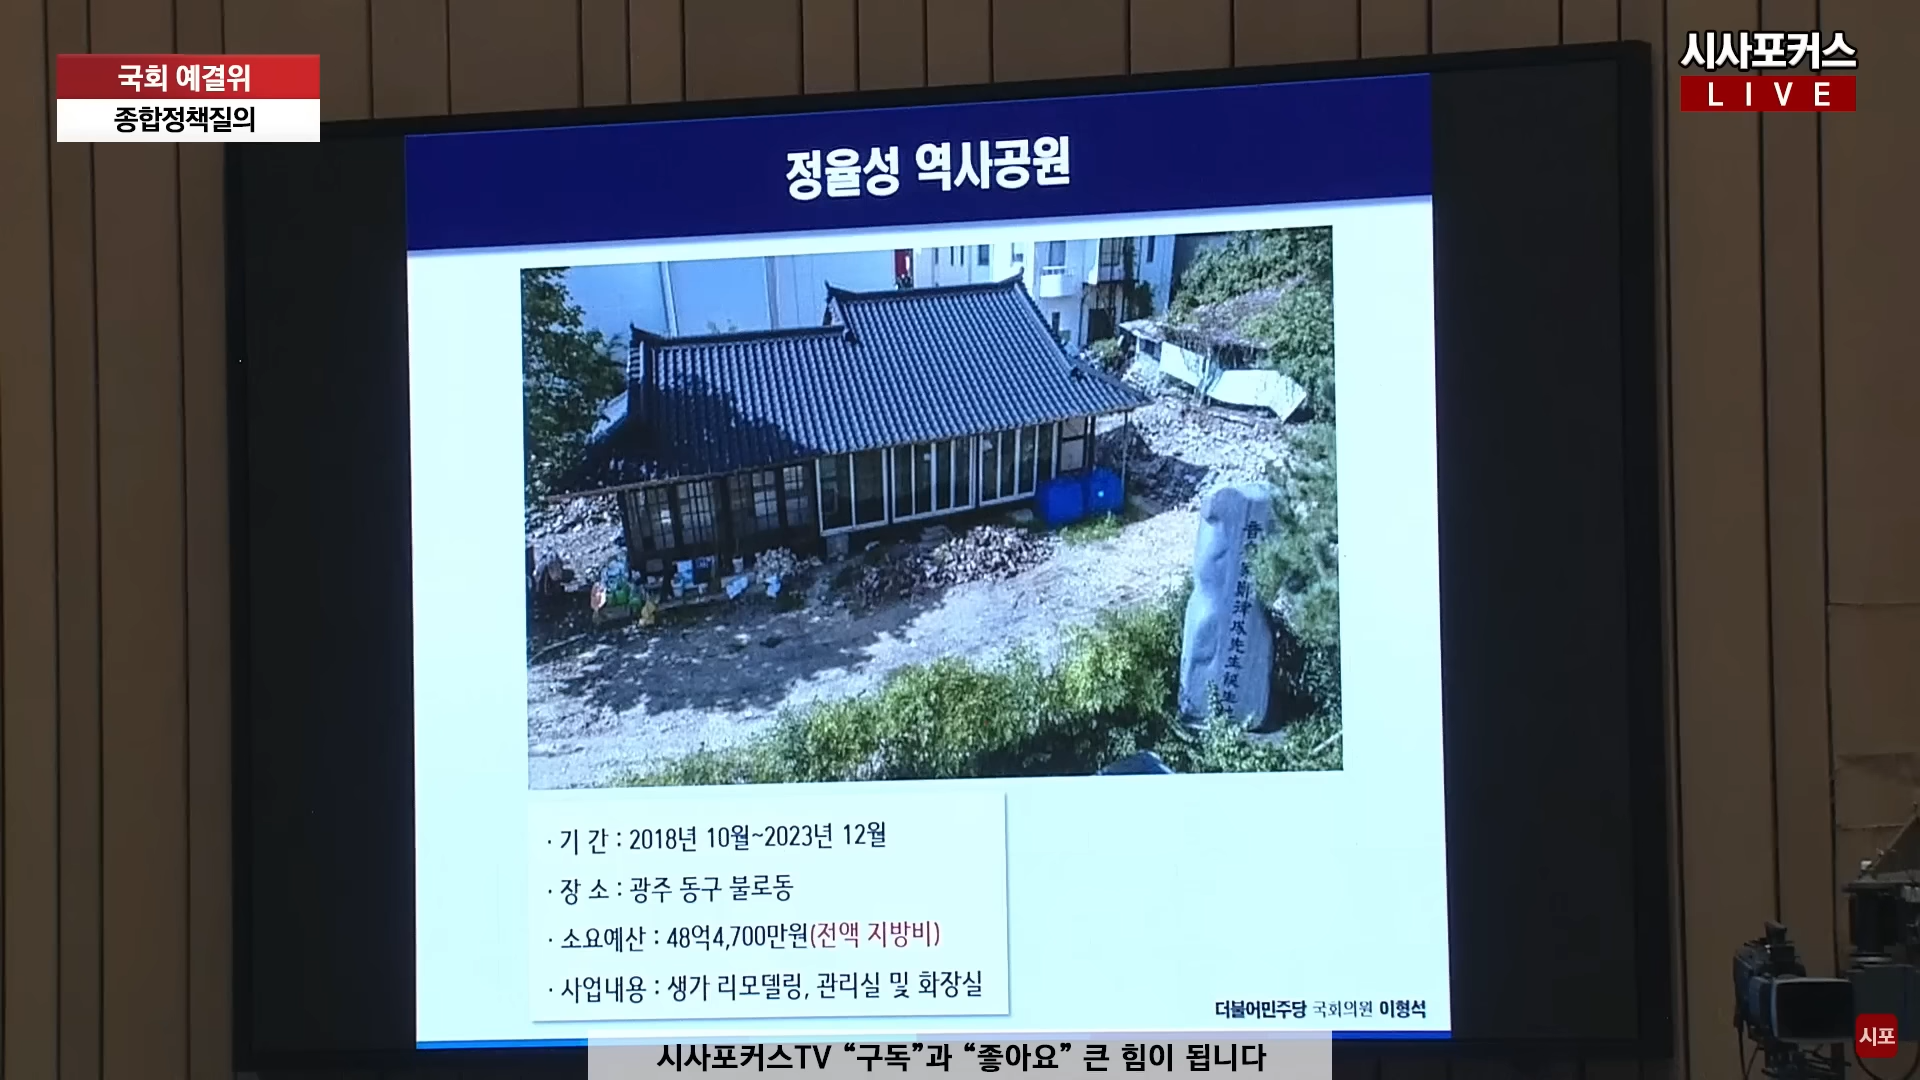 국회 예결위
종합정책질의
시사포커스
LIVE
정율성 역사공원
· 기 간 : 2018년 10월~2023년 12월
· 장 소 : 광주 동구 불로동
· 소요예산 : 48억4,700만원(전액 지방비)
· 사업내용 : 생가 리모델링, 관리실 및 화장실
더불어민주당 국회의원 이형석
시포
시사포커스TV “구독”과 “좋아요” 큰 힘이 됩니다